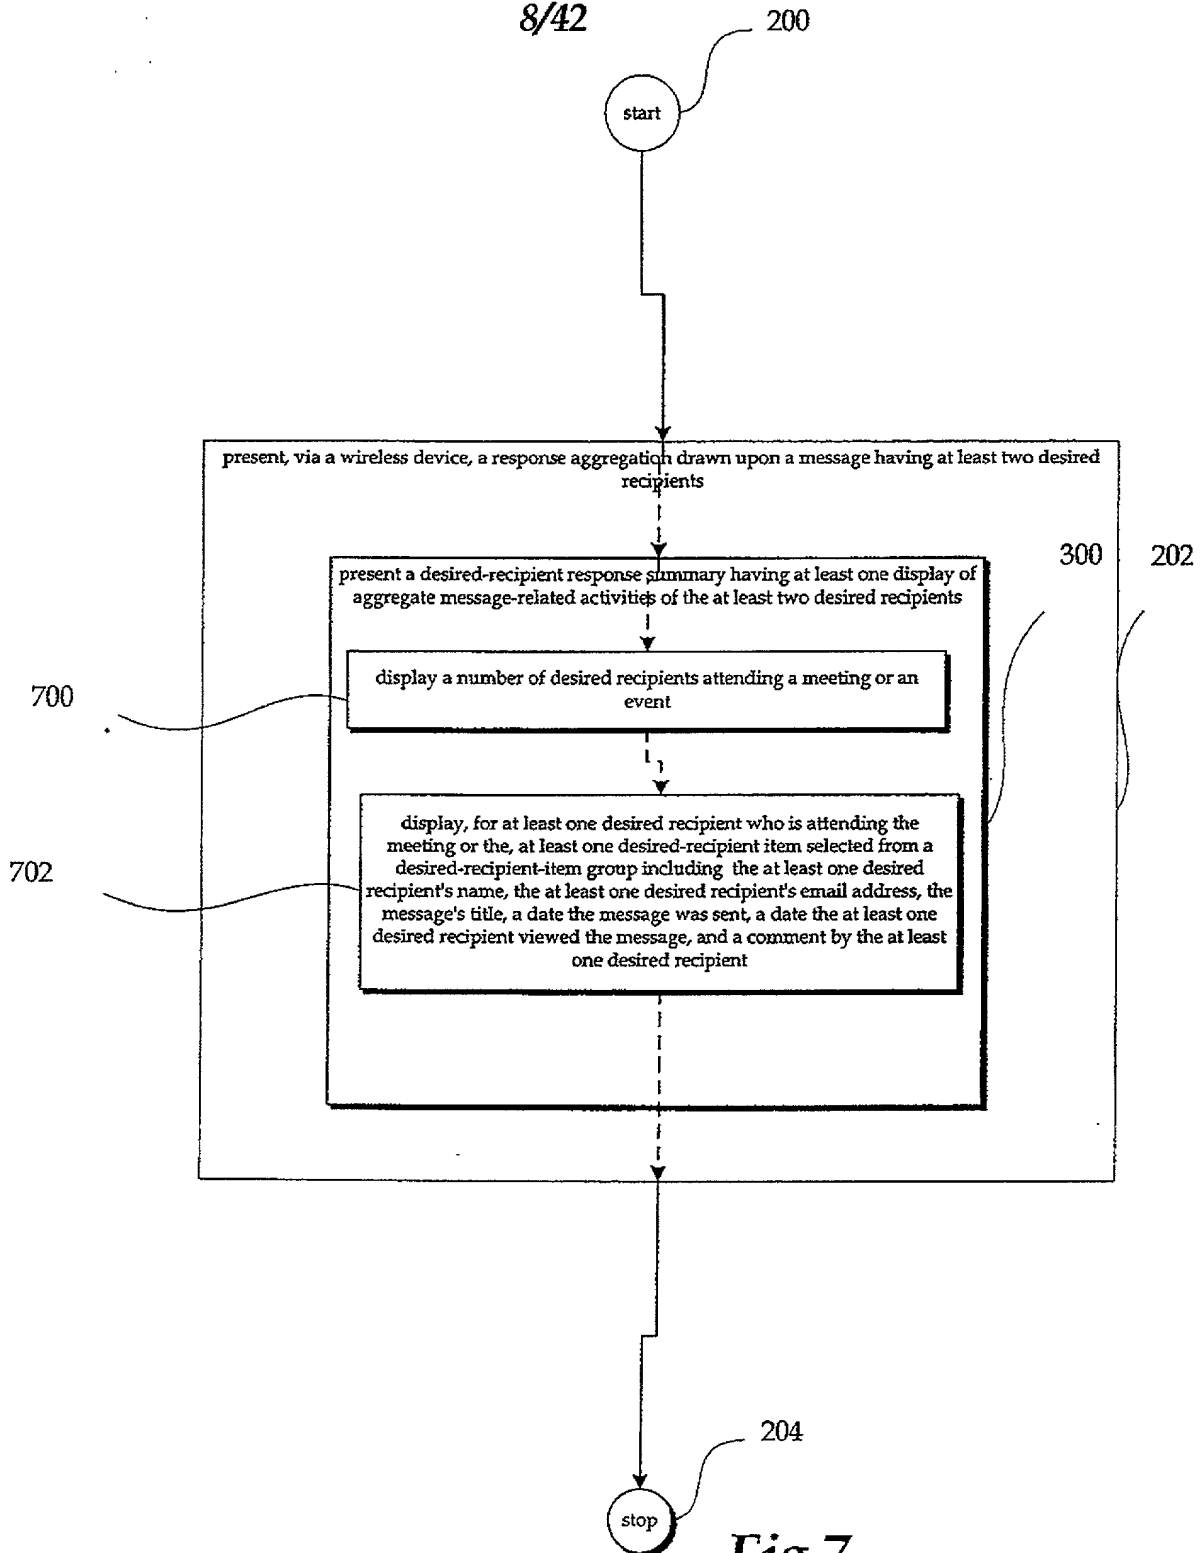 8/42
200
start
present, via a wireless device, a response aggregation drawn upon a message having at least two desired
recipients
300
202
present a desired-recipient response summary having at least one display of
aggregate message-related activities of the at least two desired recipients
display a number of desired recipients attending a meeting or an
event
700
display, for at least one desired recipient who is attending the
meeting or the, at least one desired-recipient item selected from a
desired-recipient-item group including the at least one desired
recipient's name, the at least one desired recipient's email address, the
message's title, a date the message was sent, a date the at least one
desired recipient viewed the message, and a comment by the at least
one desired recipient
702
204
stop
Fig 7